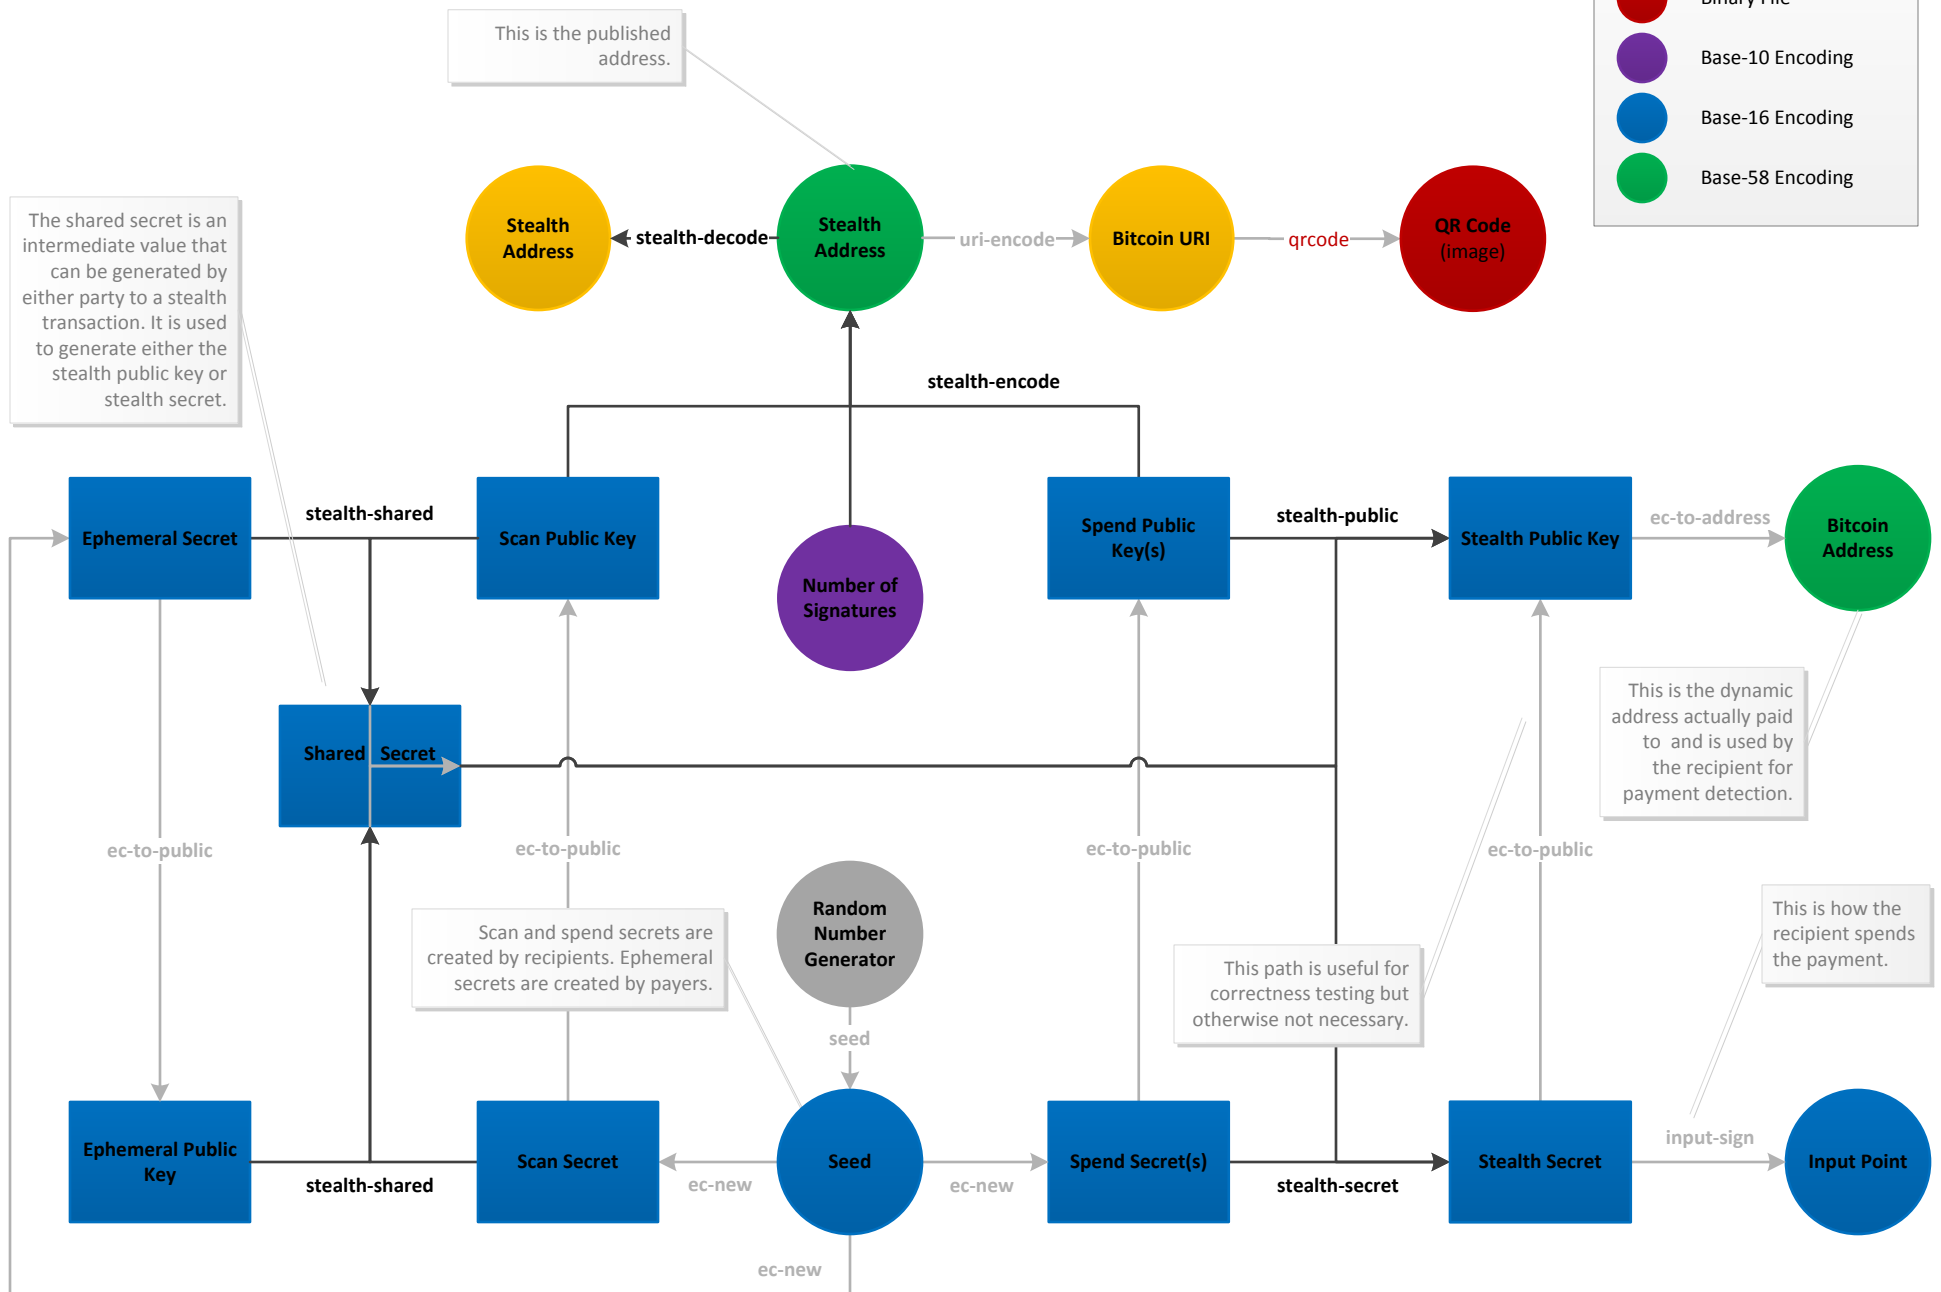 Binary File
This is the published
address.
Base-10 Encoding
Base-16 Encoding
Base-58 Encoding
The shared secret is an
intermediate value that
can be generated by
either party to a stealth
transaction. It is used
to generate either the
stealth public key or
stealth secret.
Stealth
Address
stealth-decode
Stealth
Address
uri-encode
Bitcoin URI
qrcode
QR Code
(image)
stealth-encode
Ephemeral Secret
stealth-shared
Scan Public Key
Number of
Signatures
Spend Public
Key(s)
stealth-public
Stealth Public Key
ec-to-address
Bitcoin
Address
Shared Secret
This is the dynamic
address actually paid
to and is used by
the recipient for
payment detection.
ec-to-public
ec-to-public
ec-to-public
ec-to-public
Random
Number
Generator
Scan and spend secrets are
created by recipients. Ephemeral
secrets are created by payers.
This path is useful for
correctness testing but
otherwise not necessary.
This is how the
recipient spends
the payment.
seed
Ephemeral Public
Key
stealth-shared
Scan Secret
ec-new
Seed
ec-new
Spend Secret(s)
stealth-secret
Stealth Secret
input-sign
Input Point
ec-new